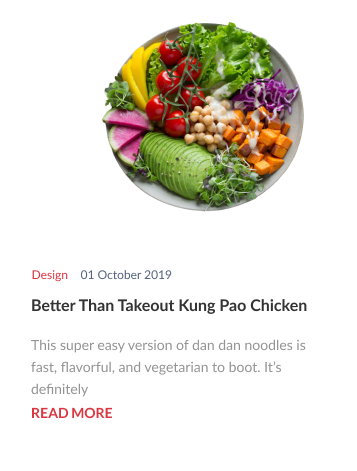 Design 01 October 2019
Better Than Takeout Kung Pao Chicken
This super easy version of dan dan noodles is
fast, flavorful, and vegetarian to boot. It's
definitely
READ MORE